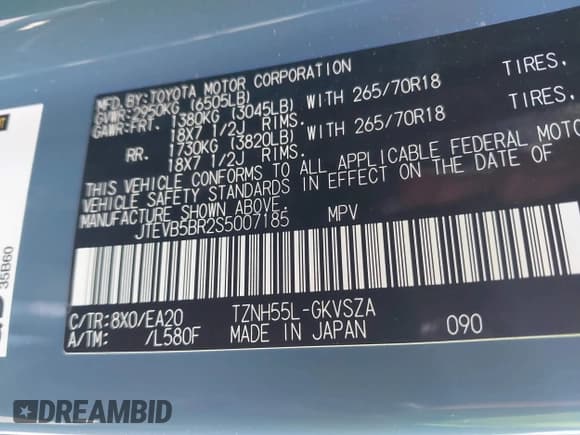 MFD.BY:TOYOTA MOTOR CORPORATION
GVWR:2950KG (6505LB)
GAWR:FRT. 1380KG (3045LB) WITH 265/70R18 TIRES,
18X7 1/2J RIMS.
RR. 1730KG (3820LB) WITH 265/70R18 TIRES,
18X7 1/2J RIMS.
THIS VEHICLE CONFORMS TO ALL APPLICABLE FEDERAL MOTO
VEHICLE SAFETY STANDARDS IN EFFECT ON THE DATE OF
MANUFACTURE SHOWN ABOVE.
JTEVB5BR2S5007185 MPV
C/TR:8X0/EA20 TZNH55L-GKVSZA
A/TM: /L580F MADE IN JAPAN 090
35B60
DREAMBID